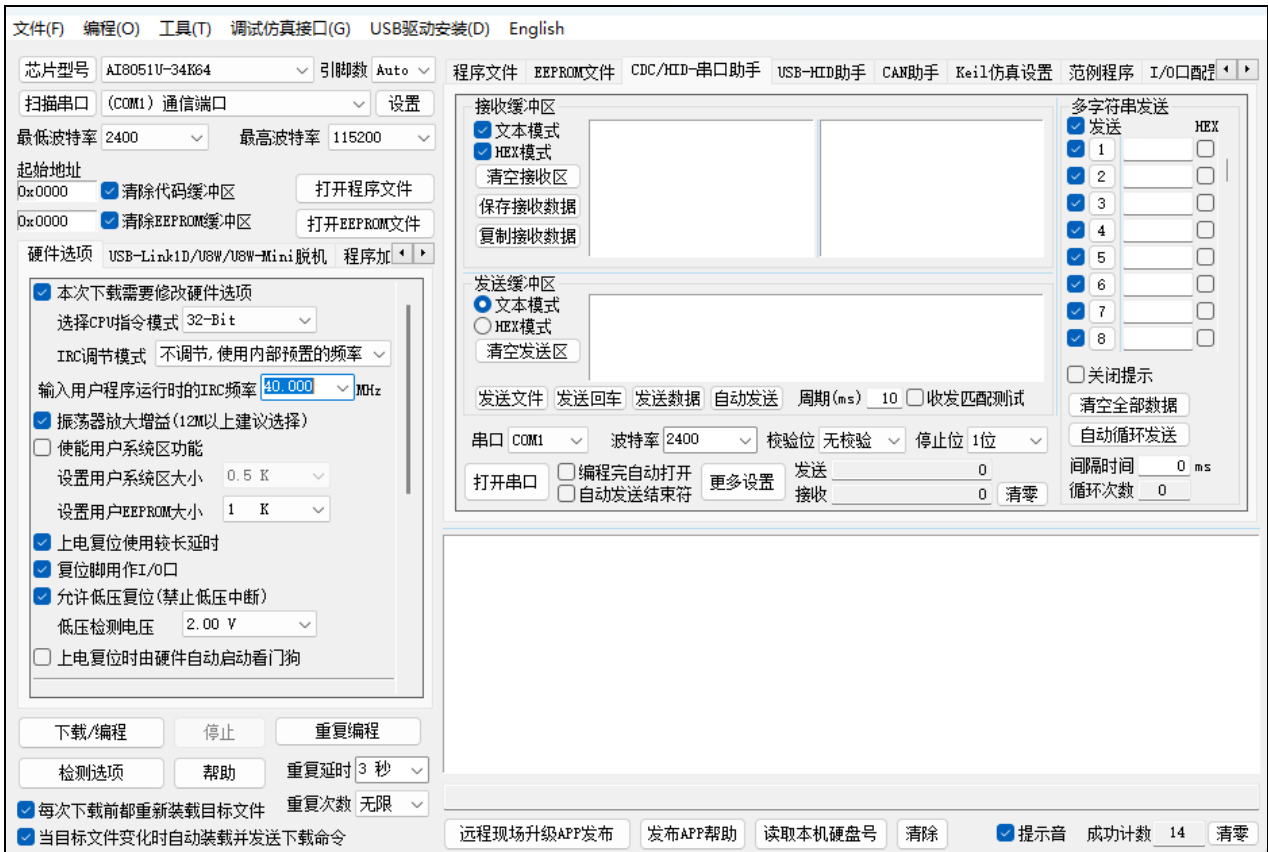 文件(F) 编程(O) 工具(T) 调试仿真接口(G) USB驱动安装(D) English
芯片型号 AI8051U-34K64 引脚数 Auto
扫描串口 (COM1) 通信端口 设置
最低波特率 2400 最高波特率 115200
起始地址
0x0000 清除代码缓冲区 打开程序文件
0x0000 清除EEPROM缓冲区 打开EEPROM文件
硬件选项 USB-Link1D/U8W/U8W-Mini脱机 程序加
本次下载需要修改硬件选项
选择CPU指令模式 32-Bit
IRC调节模式 不调节,使用内部预置的频率
输入用户程序运行时的IRC频率 40.000 MHz
振荡器放大增益(12M以上建议选择)
使能用户系统区功能
设置用户系统区大小 0.5 K
设置用户EEPROM大小 1 K
上电复位使用较长延时
复位脚用作I/O口
允许低压复位(禁止低压中断)
低压检测电压 2.00 V
上电复位时由硬件自动启动看门狗
下载/编程 停止 重复编程
检测选项 帮助 重复延时 3 秒
每次下载前都重新装载目标文件 重复次数 无限
当目标文件变化时自动装载并发送下载命令
程序文件 EEPROM文件 CDC/HID-串口助手 USB-HID助手 CAN助手 Keil仿真设置 范例程序 I/O口配置
接收缓冲区
文本模式
HEX模式
清空接收区
保存接收数据
复制接收数据
发送缓冲区
文本模式
HEX模式
清空发送区
发送文件 发送回车 发送数据 自动发送 周期(ms) 10 收发匹配测试
串口 COM1 波特率 2400 校验位 无校验 停止位 1位
打开串口 编程完自动打开 更多设置 发送 0
自动发送结束符 接收 0 清零
多字符串发送
发送 HEX
1
2
3
4
5
6
7
8
关闭提示
清空全部数据
自动循环发送
间隔时间 0 ms
循环次数 0
远程现场升级APP发布 发布APP帮助 读取本机硬盘号 清除 提示音 成功计数 14 清零